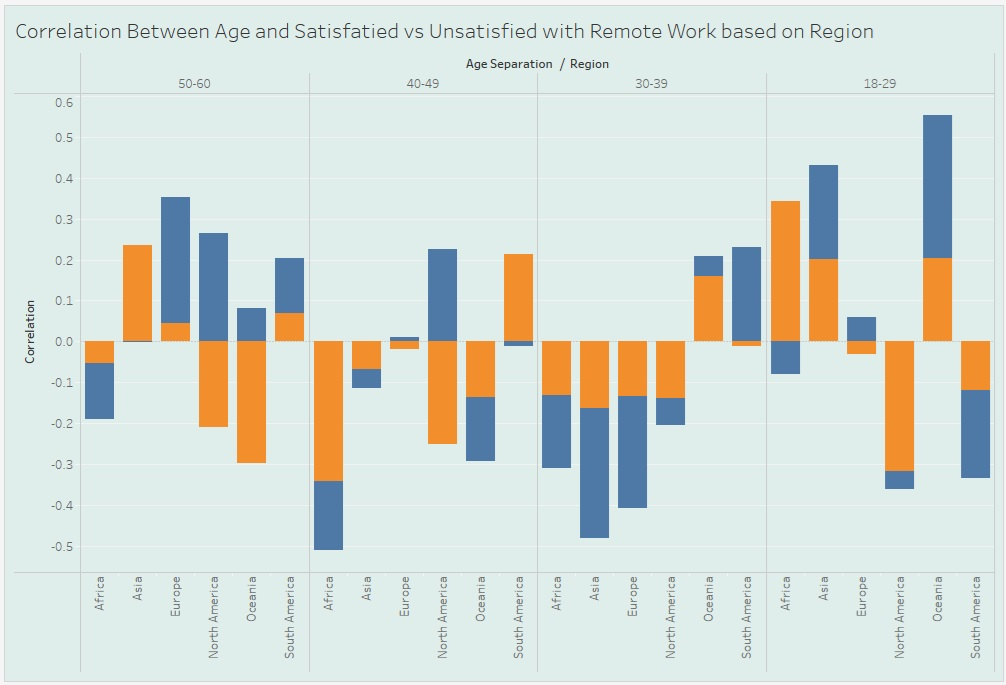 Correlation Between Age and Satisfatied vs Unsatisfied with Remote Work based on Region
Age Separation / Region
50-60 40-49 30-39 18-29
Correlation
0.6
0.5
0.4
0.3
0.2
0.1
0.0
-0.1
-0.2
-0.3
-0.4
-0.5
Africa Asia Europe North America Oceania South America Africa Asia Europe North America Oceania South America Africa Asia Europe North America Oceania South America Africa Asia Europe North America Oceania South America